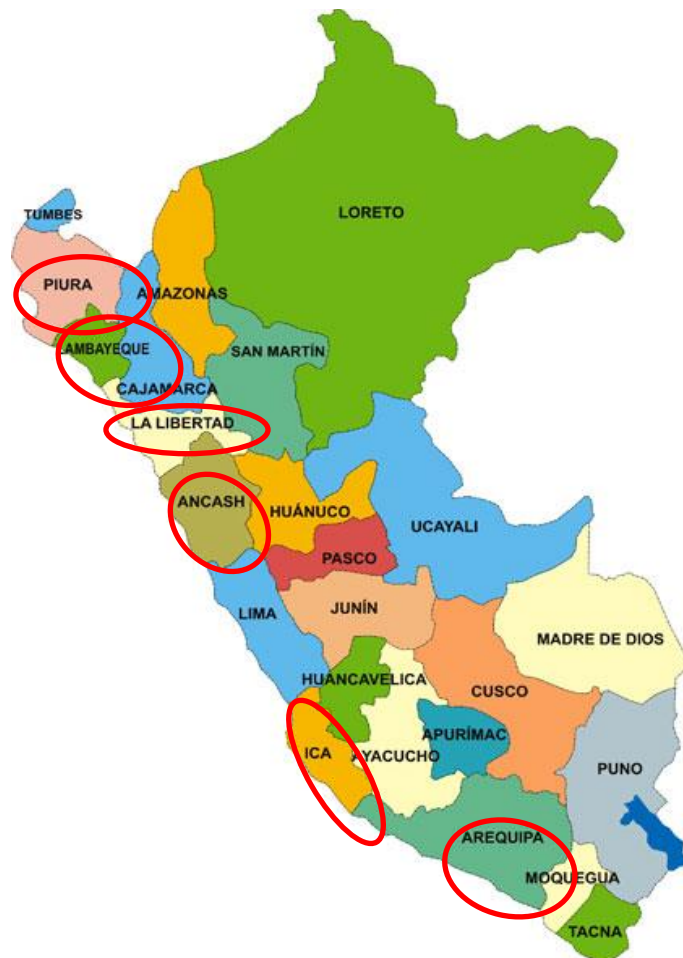 LORETO
TUMBES
PIURA
AMAZONAS
LAMBAYEQUE
SAN MARTÍN
CAJAMARCA
LA LIBERTAD
ANCASH
HUÁNUCO
UCAYALI
PASCO
LIMA
JUNÍN
MADRE DE DIOS
HUANCAVELICA
CUSCO
APURÍMAC
ICA
AYACUCHO
PUNO
AREQUIPA
MOQUEGUA
TACNA